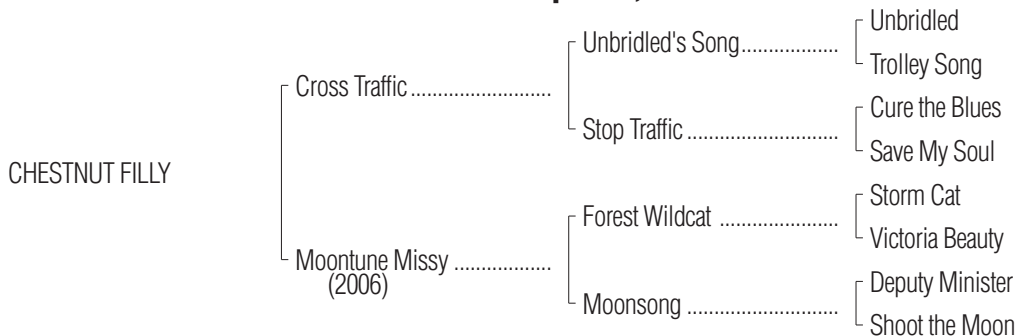 Unbridled
Unbridled's Song...................
Trolley Song
Cross Traffic ...........................
Cure the Blues
Stop Traffic .............................
Save My Soul
CHESTNUT FILLY
Storm Cat
Forest Wildcat .......................
Victoria Beauty
Moontune Missy ...................
(2006)
Deputy Minister
Moonsong .............................
Shoot the Moon